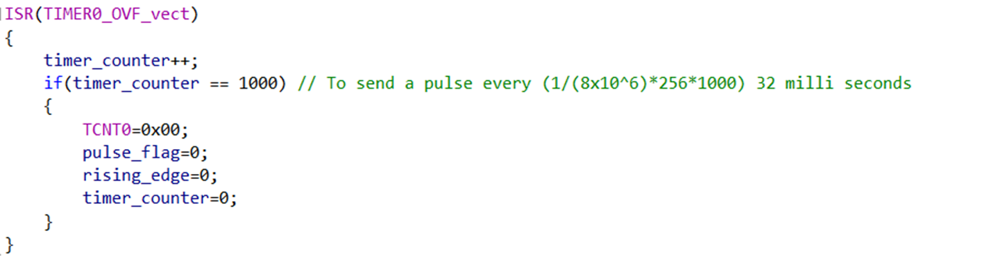 ISR(TIMER0_OVF_vect)
{
    timer_counter++;
    if(timer_counter == 1000) // To send a pulse every (1/(8x10^6)*256*1000) 32 milli seconds
    {
        TCNT0=0x00;
        pulse_flag=0;
        rising_edge=0;
        timer_counter=0;
    }
}